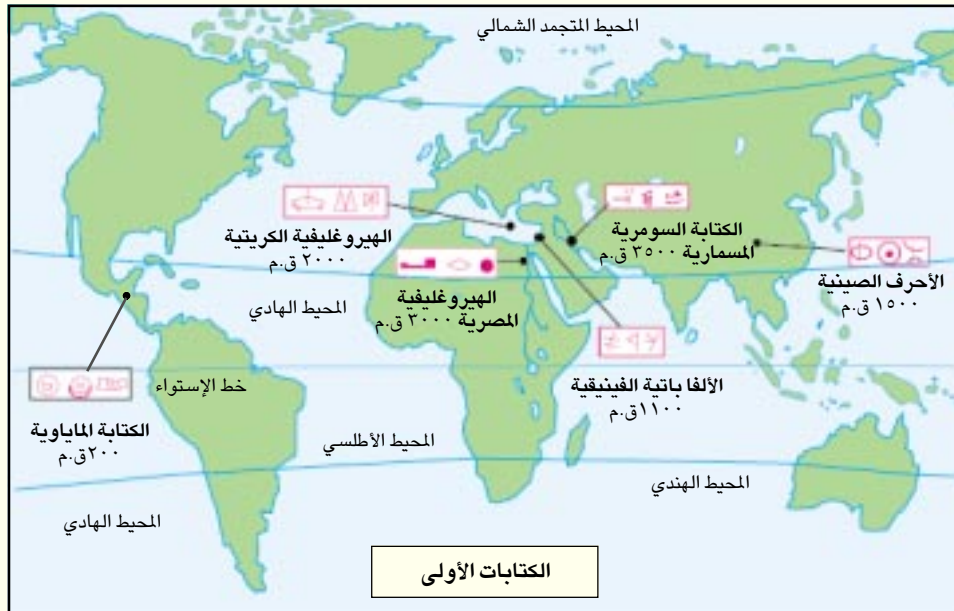 المحيط المتجمد الشمالي
الهيروغليفية الكريتية
٢٠٠٠ ق.م
الكتابة السومرية
المسمارية ٣٥٠٠ ق.م
الأحرف الصينية
١٥٠٠ ق.م
الهيروغليفية
المصرية ٣٠٠٠ ق.م
المحيط الهادي
الألفا باتية الفينيقية
١١٠٠ق.م
خط الإستواء
الكتابة الماياوية
٢٠٠ق.م
المحيط الأطلسي
المحيط الهندي
المحيط الهادي
الكتابات الأولى